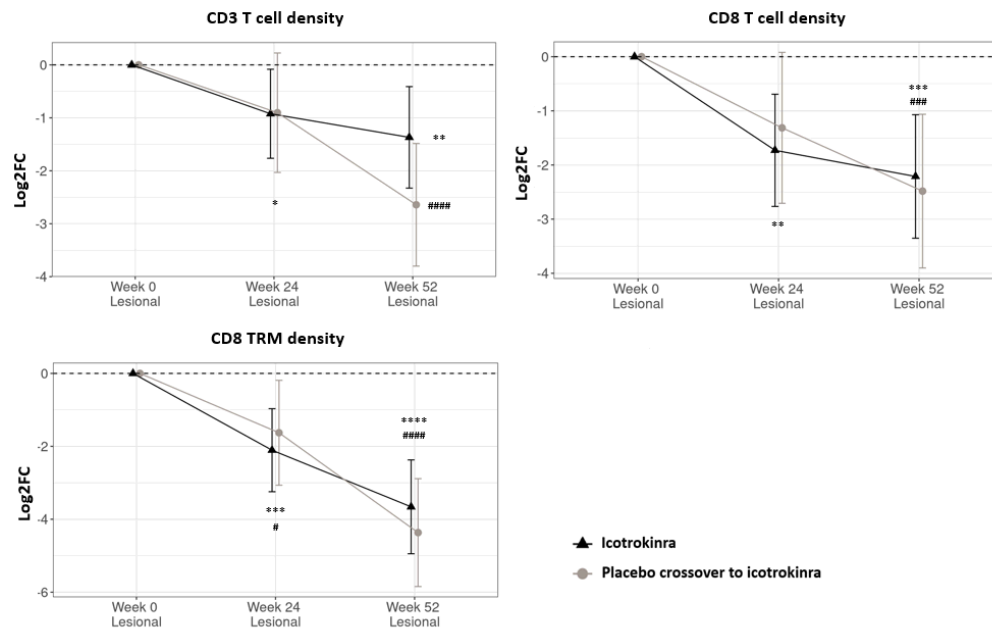 CD3 T cell density
0
-1
-2
-3
-4
Log2FC
**
*
####
Week 0
Lesional
Week 24
Lesional
Week 52
Lesional
CD8 T cell density
0
-1
-2
-3
-4
Log2FC
***
###
**
Week 0
Lesional
Week 24
Lesional
Week 52
Lesional
CD8 TRM density
0
-2
-4
-6
Log2FC
****
####
***
#
Week 0
Lesional
Week 24
Lesional
Week 52
Lesional
Icotrokinra
Placebo crossover to icotrokinra